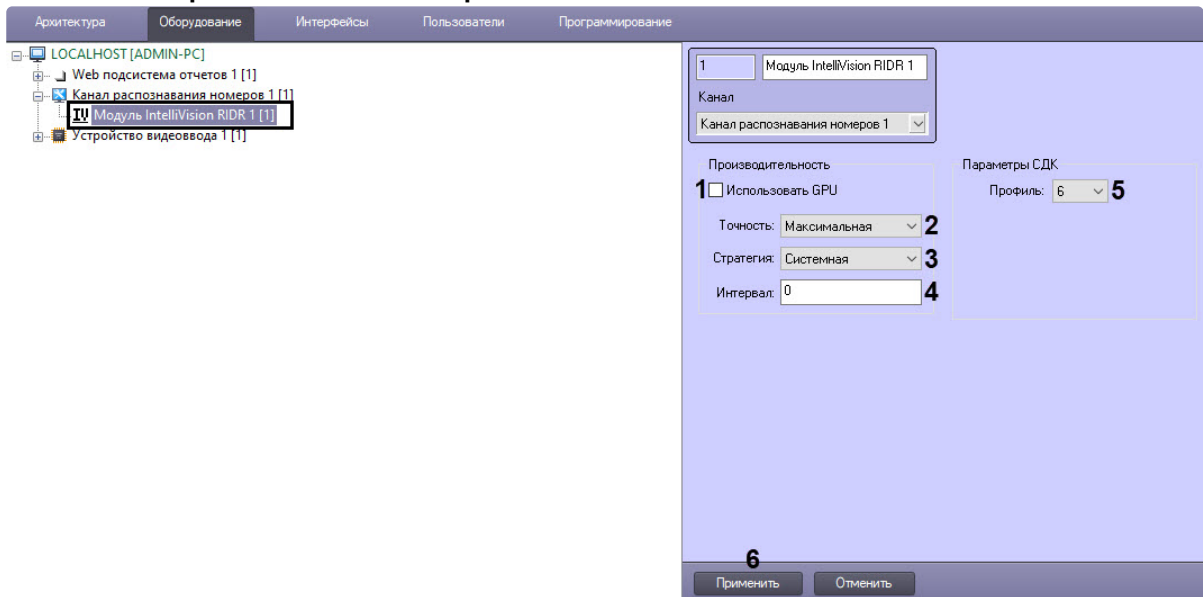 Архитектура Оборудование Интерфейсы Пользователи Программирование
LOCALHOST [ADMIN-PC]
Web подсистема отчетов 1 [1]
Канал распознавания номеров 1 [1]
Модуль IntelliVision RIDR 1 [1]
Устройство видеоввода 1 [1]
1 Модуль IntelliVision RIDR 1
Канал
Канал распознавания номеров 1
Производительность
1 Использовать GPU
Точность: Максимальная 2
Стратегия: Системная 3
Интервал: 0 4
Параметры СДК
Профиль: 6 5
6
Применить Отменить